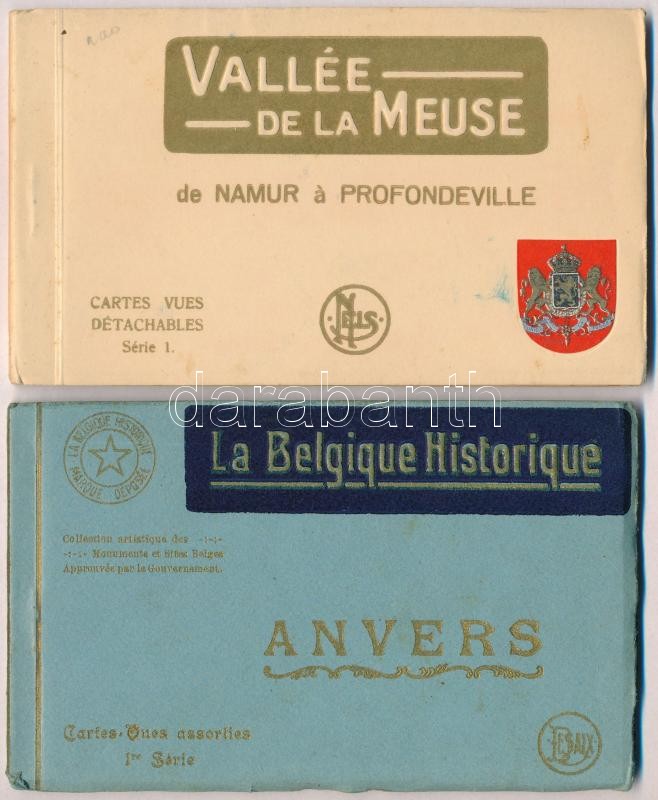 VALLÉE
DE LA MEUSE
de NAMUR à PROFONDEVILLE
CARTES VUES
DÉTACHABLES
Série 1.
NELS
darabanth
LA BELGIQUE HISTORIQUE
MARQUE DÉPOSÉE
La Belgique Historique
Collection artistique des -:-:-
-:-:- Monuments et Sites Belges
Approuvée par le Gouvernement.
ANVERS
Cartes-Vues assorties
1re Série
DESAIX